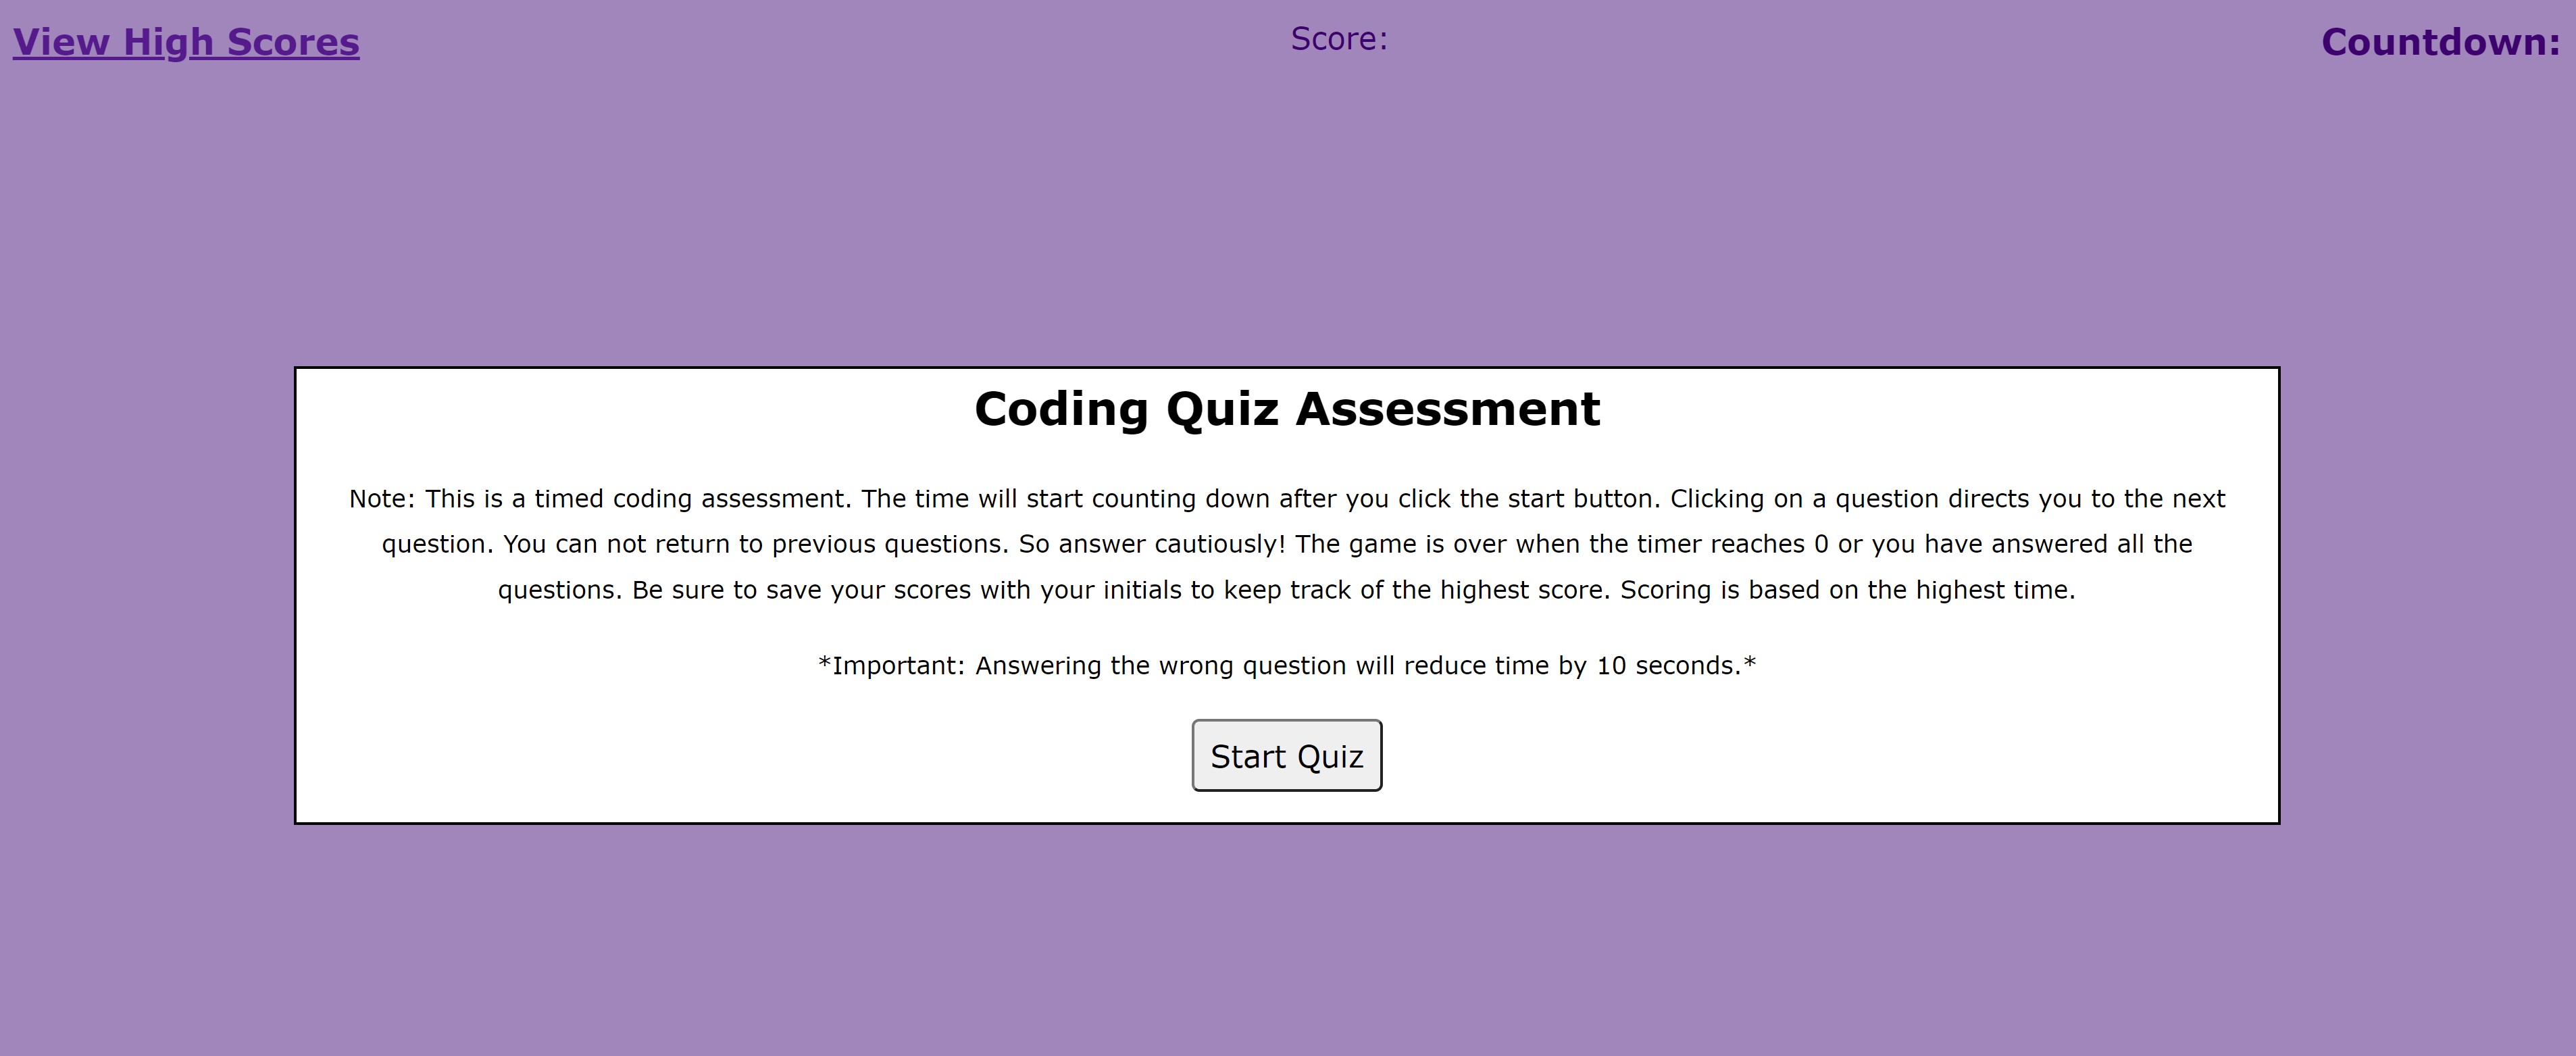 View High Scores
Score:
Countdown:
Coding Quiz Assessment
Note: This is a timed coding assessment. The time will start counting down after you click the start button. Clicking on a question directs you to the next
question. You can not return to previous questions. So answer cautiously! The game is over when the timer reaches 0 or you have answered all the
questions. Be sure to save your scores with your initials to keep track of the highest score. Scoring is based on the highest time.
*Important: Answering the wrong question will reduce time by 10 seconds.*
Start Quiz